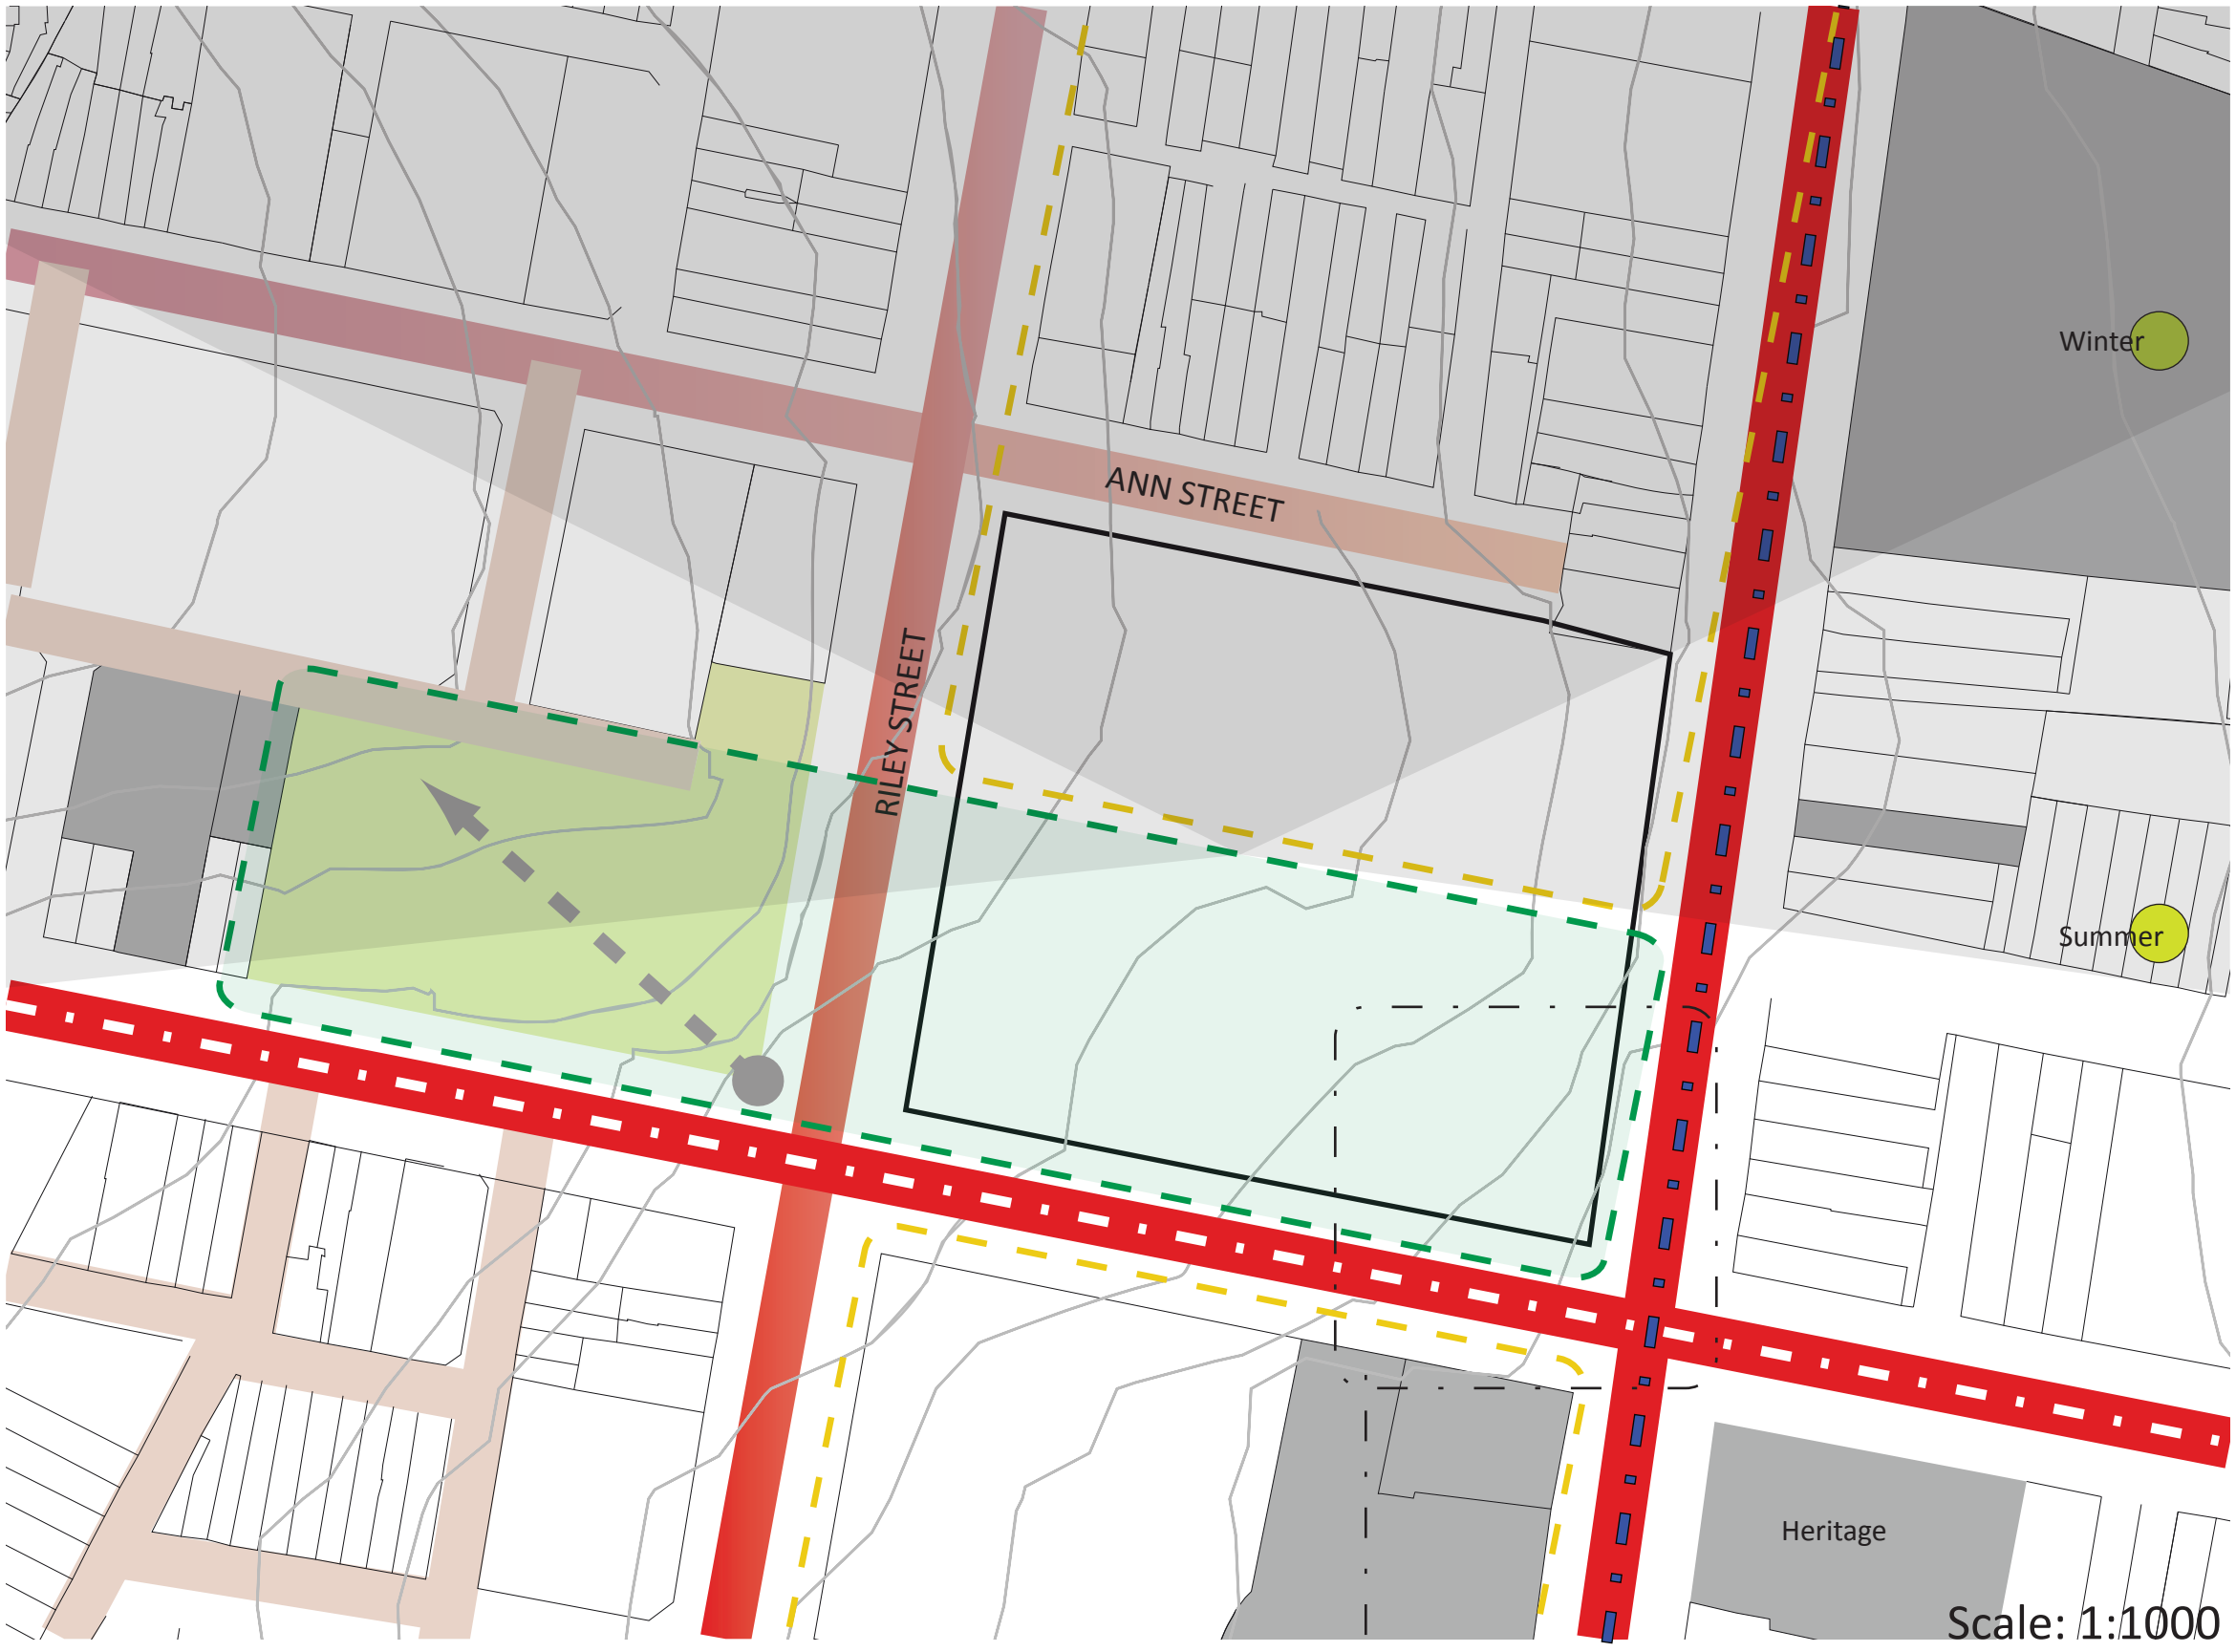 Winter
ANN STREET
RILEY STREET
Summer
Heritage
Scale: 1:1000